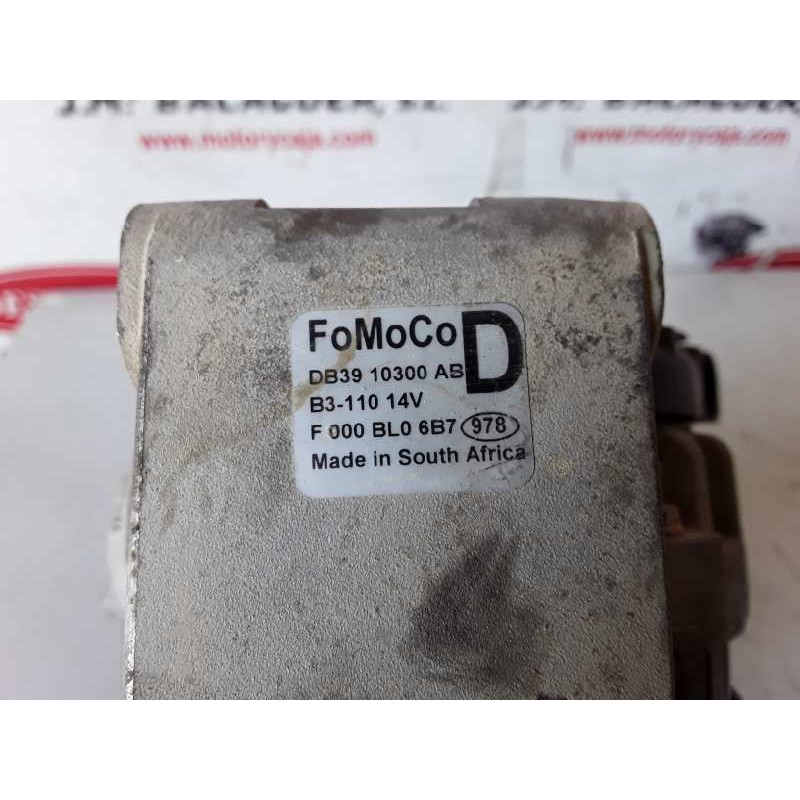 J.A. BALAGUER, S.L.
www.motorycaja.com
www.motorycaja.com
FoMoCo D
DB39 10300 AB
B3-110 14V
F 000 BL0 6B7 978
Made in South Africa